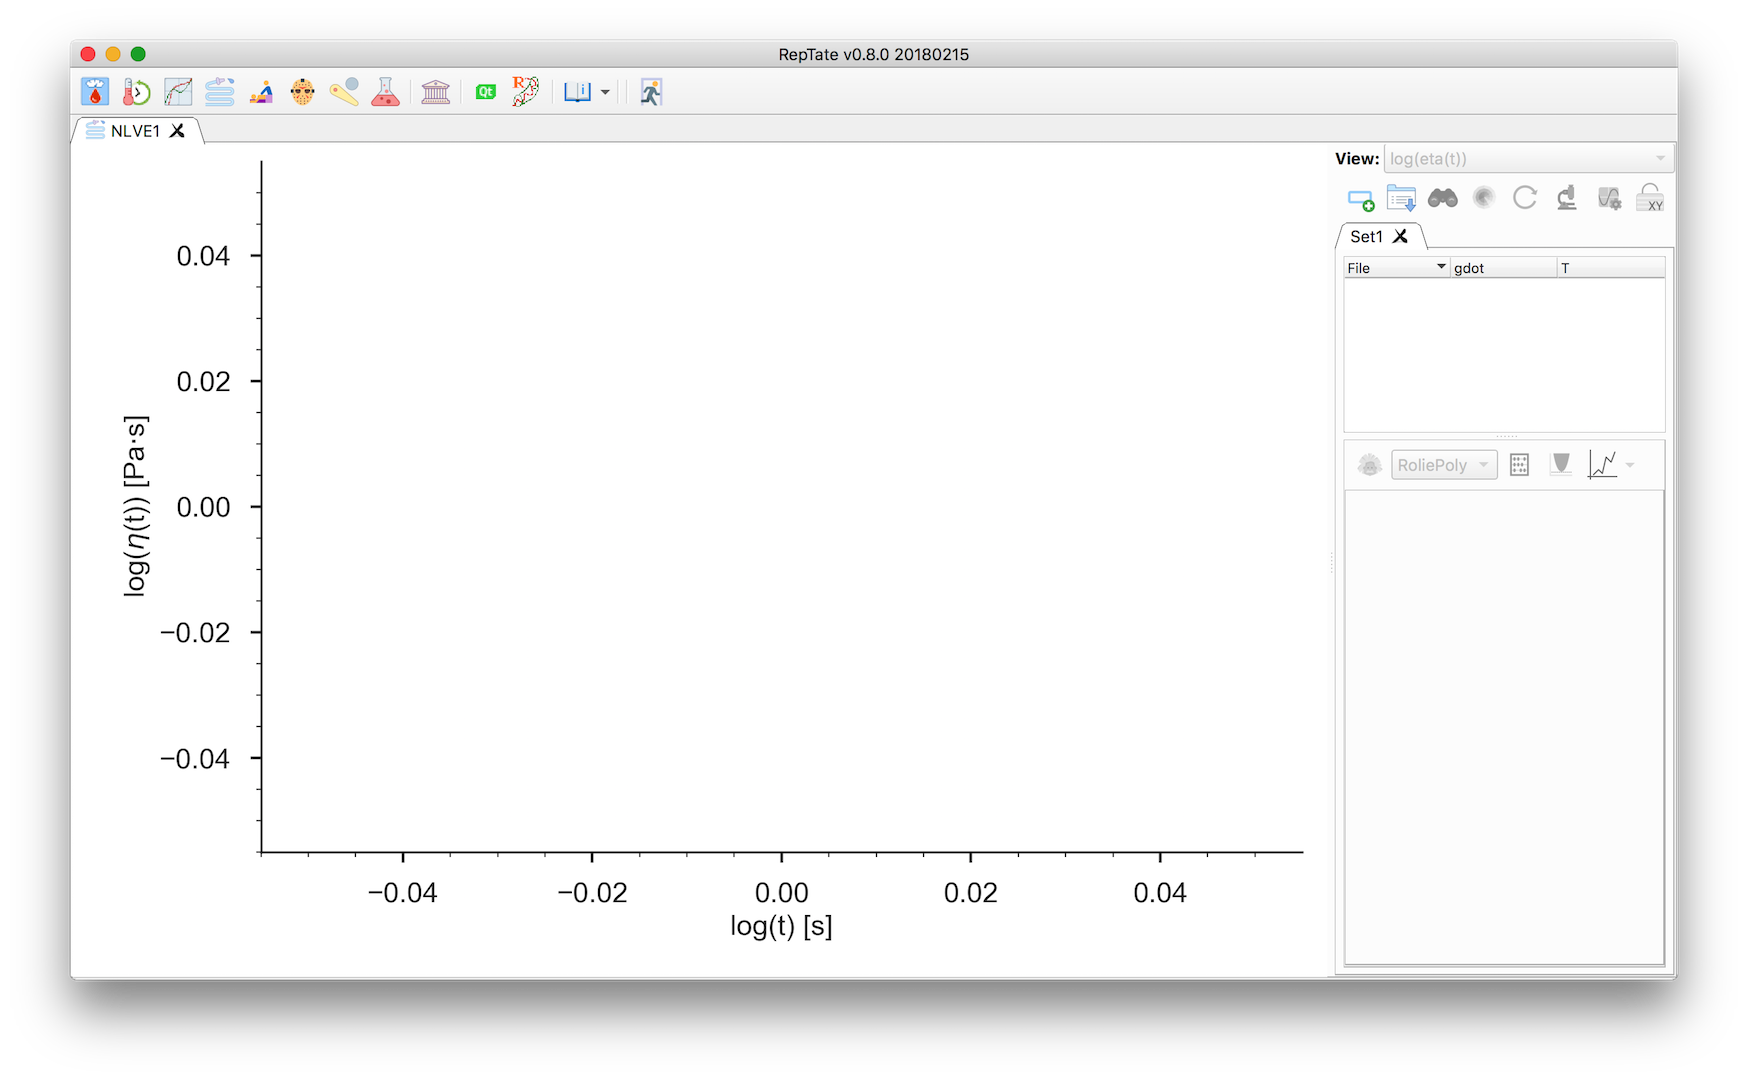 RepTate v0.8.0 20180215
Qt
R
i
NLVE1
View: log(eta(t))
XY
Set1
File gdot T
RoliePoly
0.04
0.02
0.00
−0.02
−0.04
log(η(t)) [Pa·s]
−0.04 −0.02 0.00 0.02 0.04
log(t) [s]